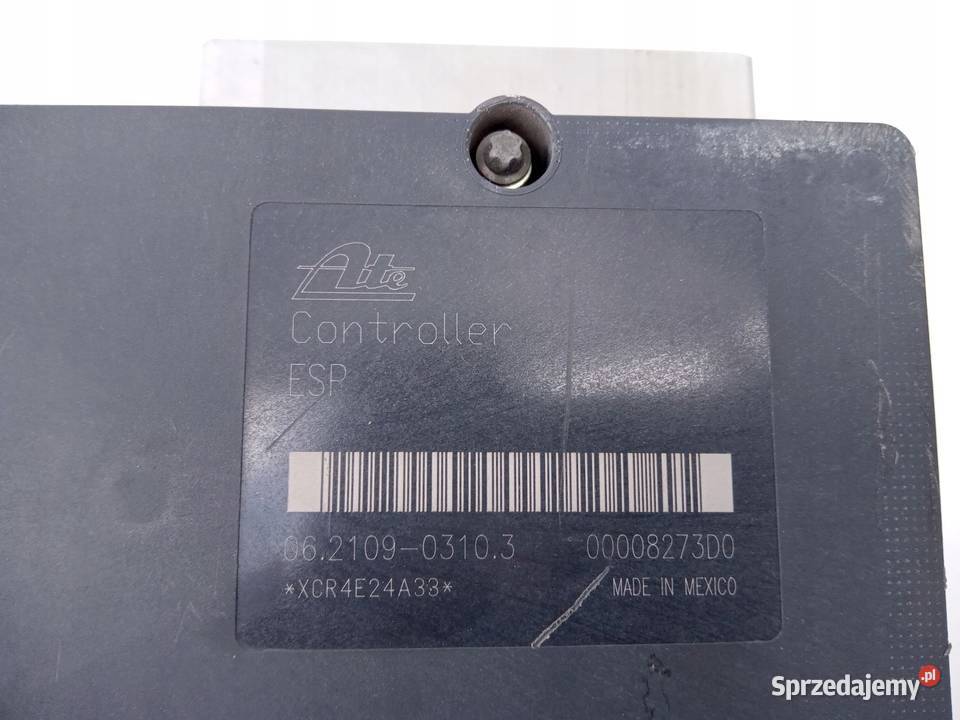 Ate
Controller
ESP
06.2109-0310.3 00008273D0
*XCR4E24A33*
MADE IN MEXICO
Sprzedajemy.pl